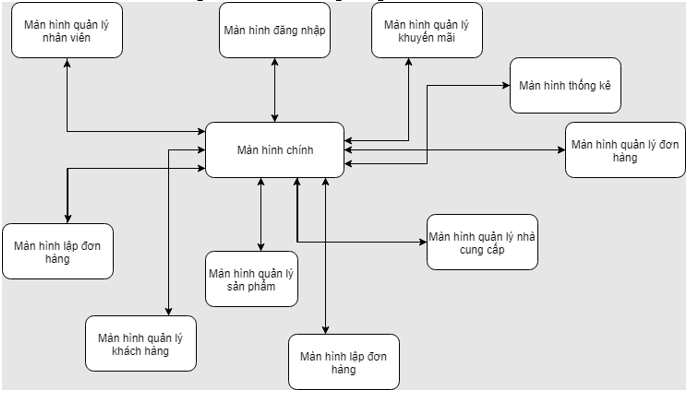 Màn hình quản lý
nhân viên
Màn hình đăng nhập
Màn hình quản lý
khuyến mãi
Màn hình thống kê
Màn hình chính
Màn hình quản lý đơn
hàng
Màn hình lập đơn
hàng
Màn hình quản lý
sản phẩm
Màn hình quản lý nhà
cung cấp
Màn hình quản lý
khách hàng
Màn hình lập đơn
hàng